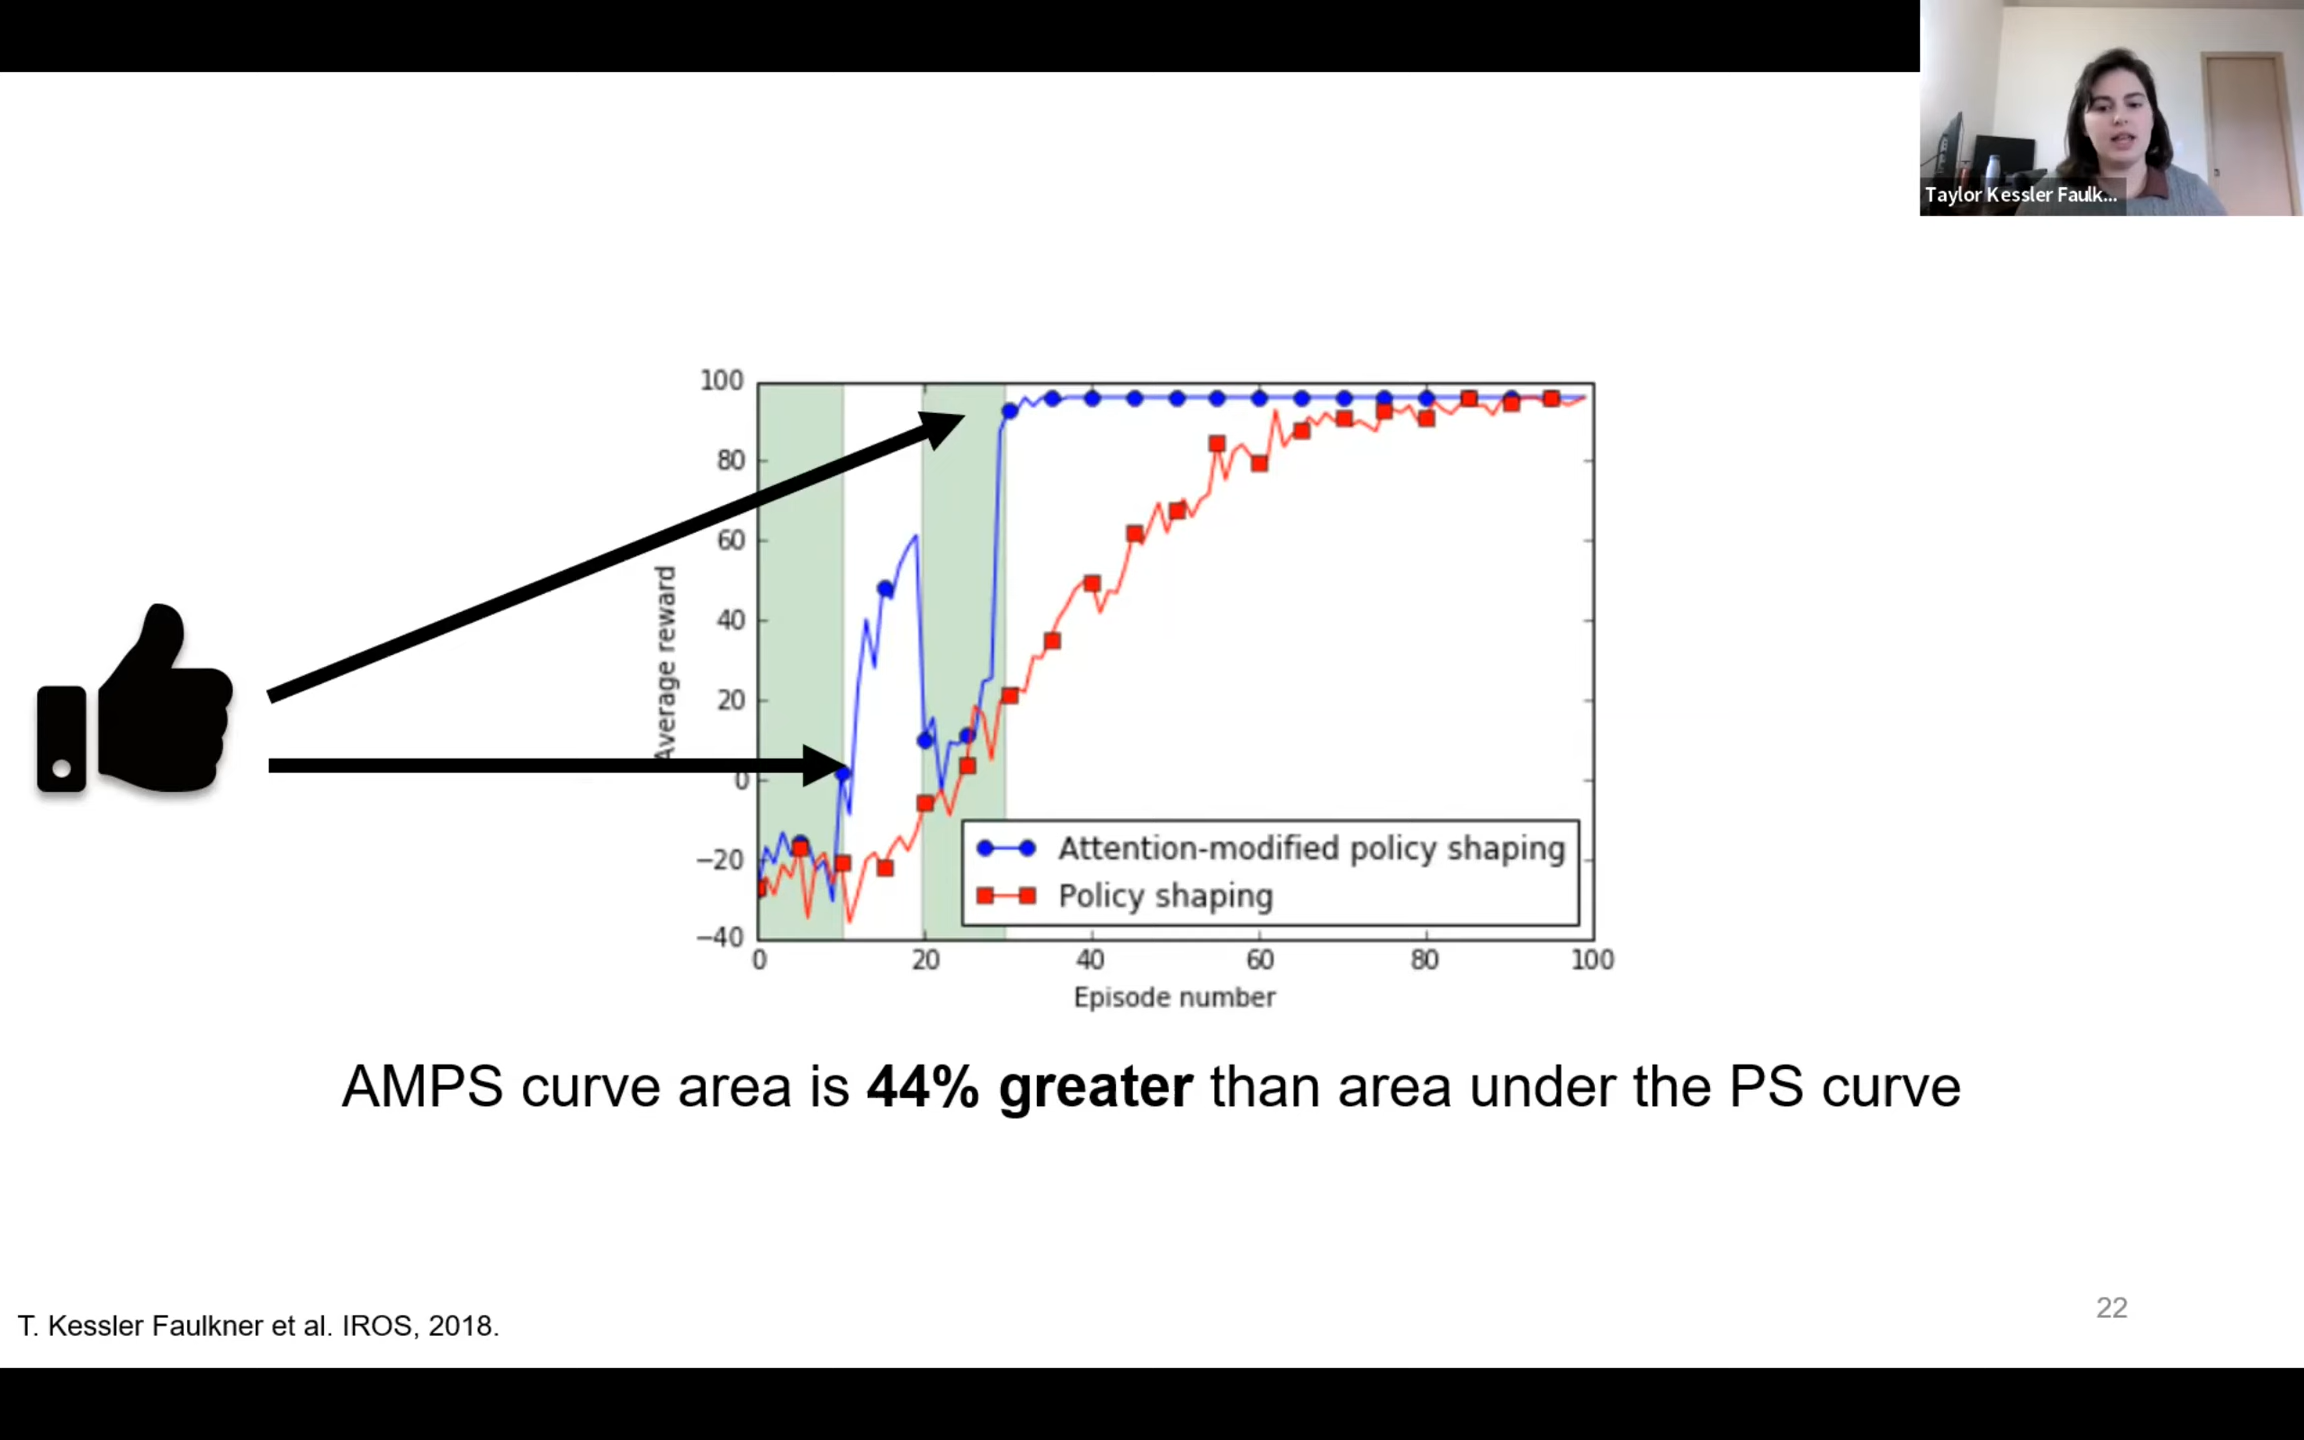 Taylor Kessler Faulk...
100
80
60
40
20
0
−20
−40
Average reward
Attention-modified policy shaping
Policy shaping
0 20 40 60 80 100
Episode number
AMPS curve area is 44% greater than area under the PS curve
T. Kessler Faulkner et al. IROS, 2018.
22